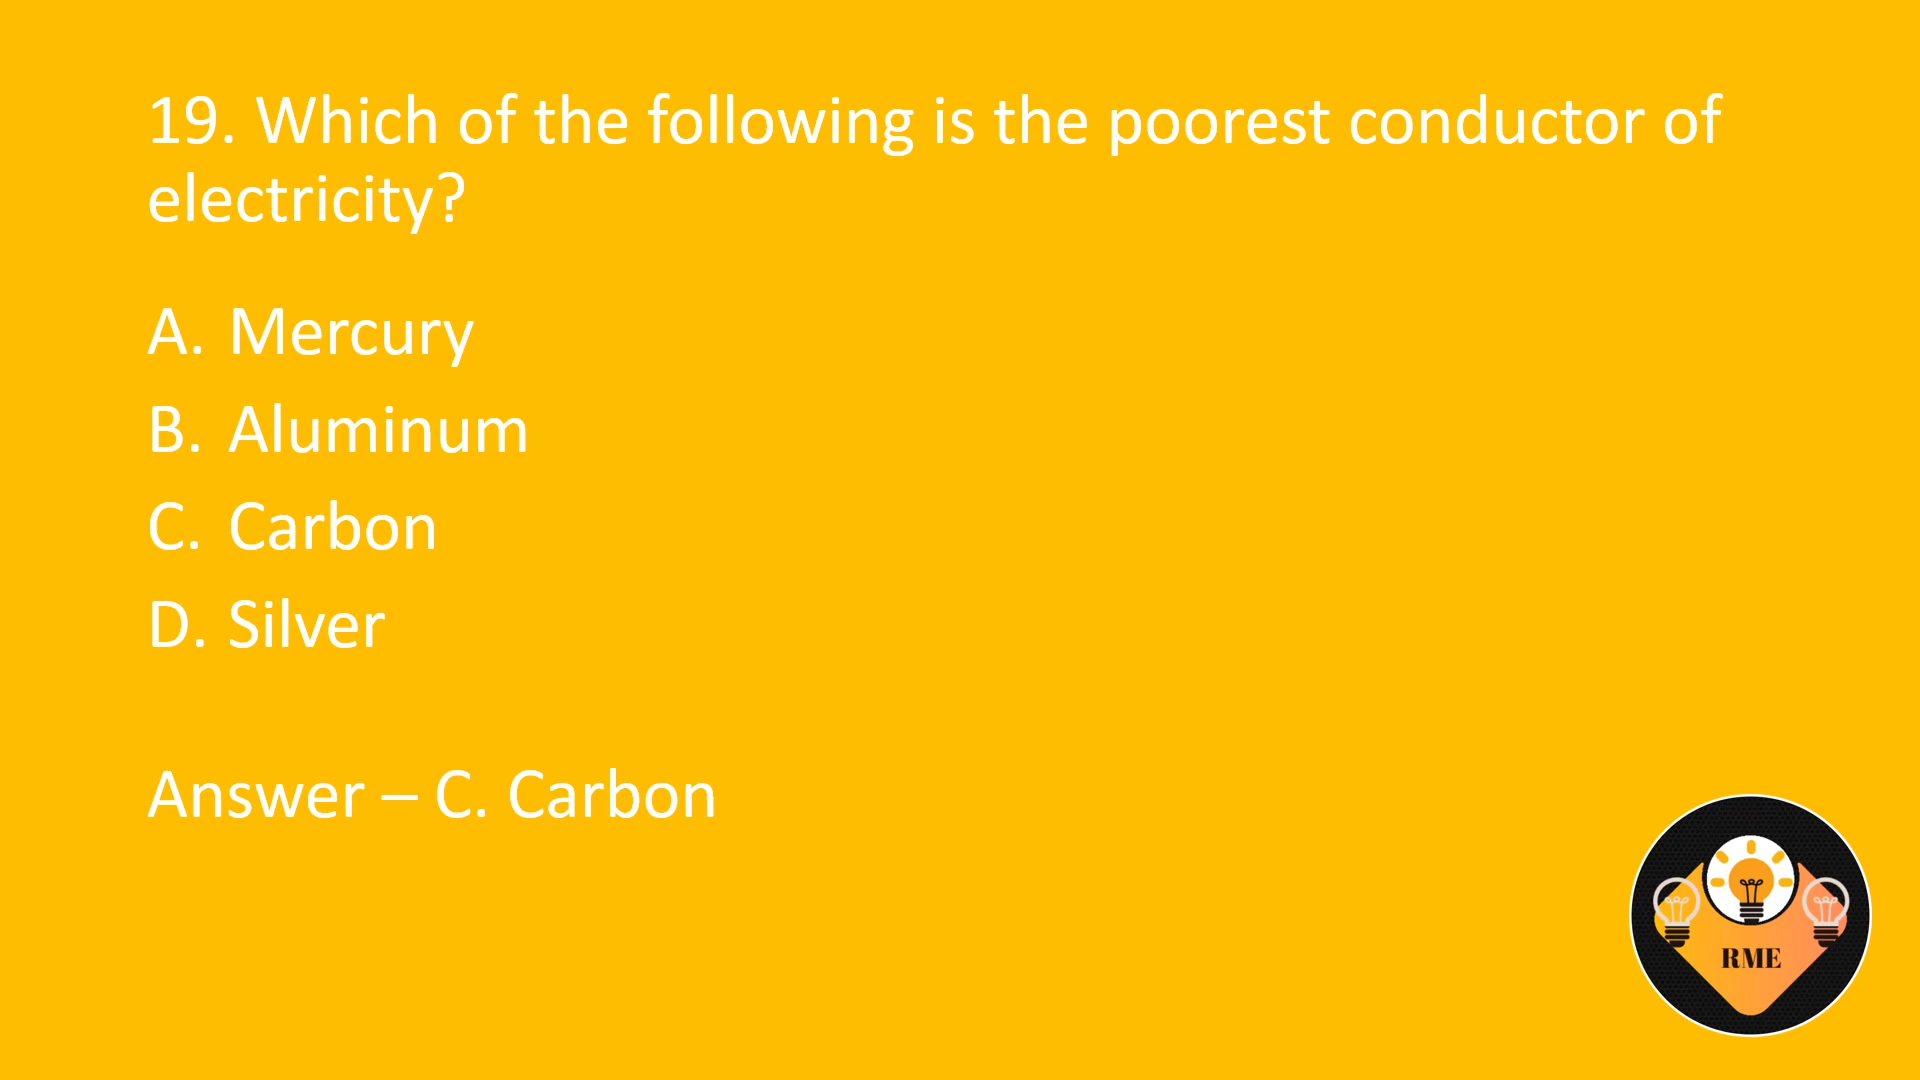 19. Which of the following is the poorest conductor of
electricity?
A. Mercury
B. Aluminum
C. Carbon
D. Silver
Answer – C. Carbon
RME